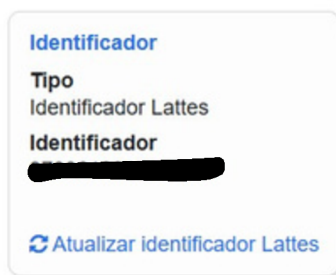 Identificador
Tipo
Identificador Lattes
Identificador
Atualizar identificador Lattes